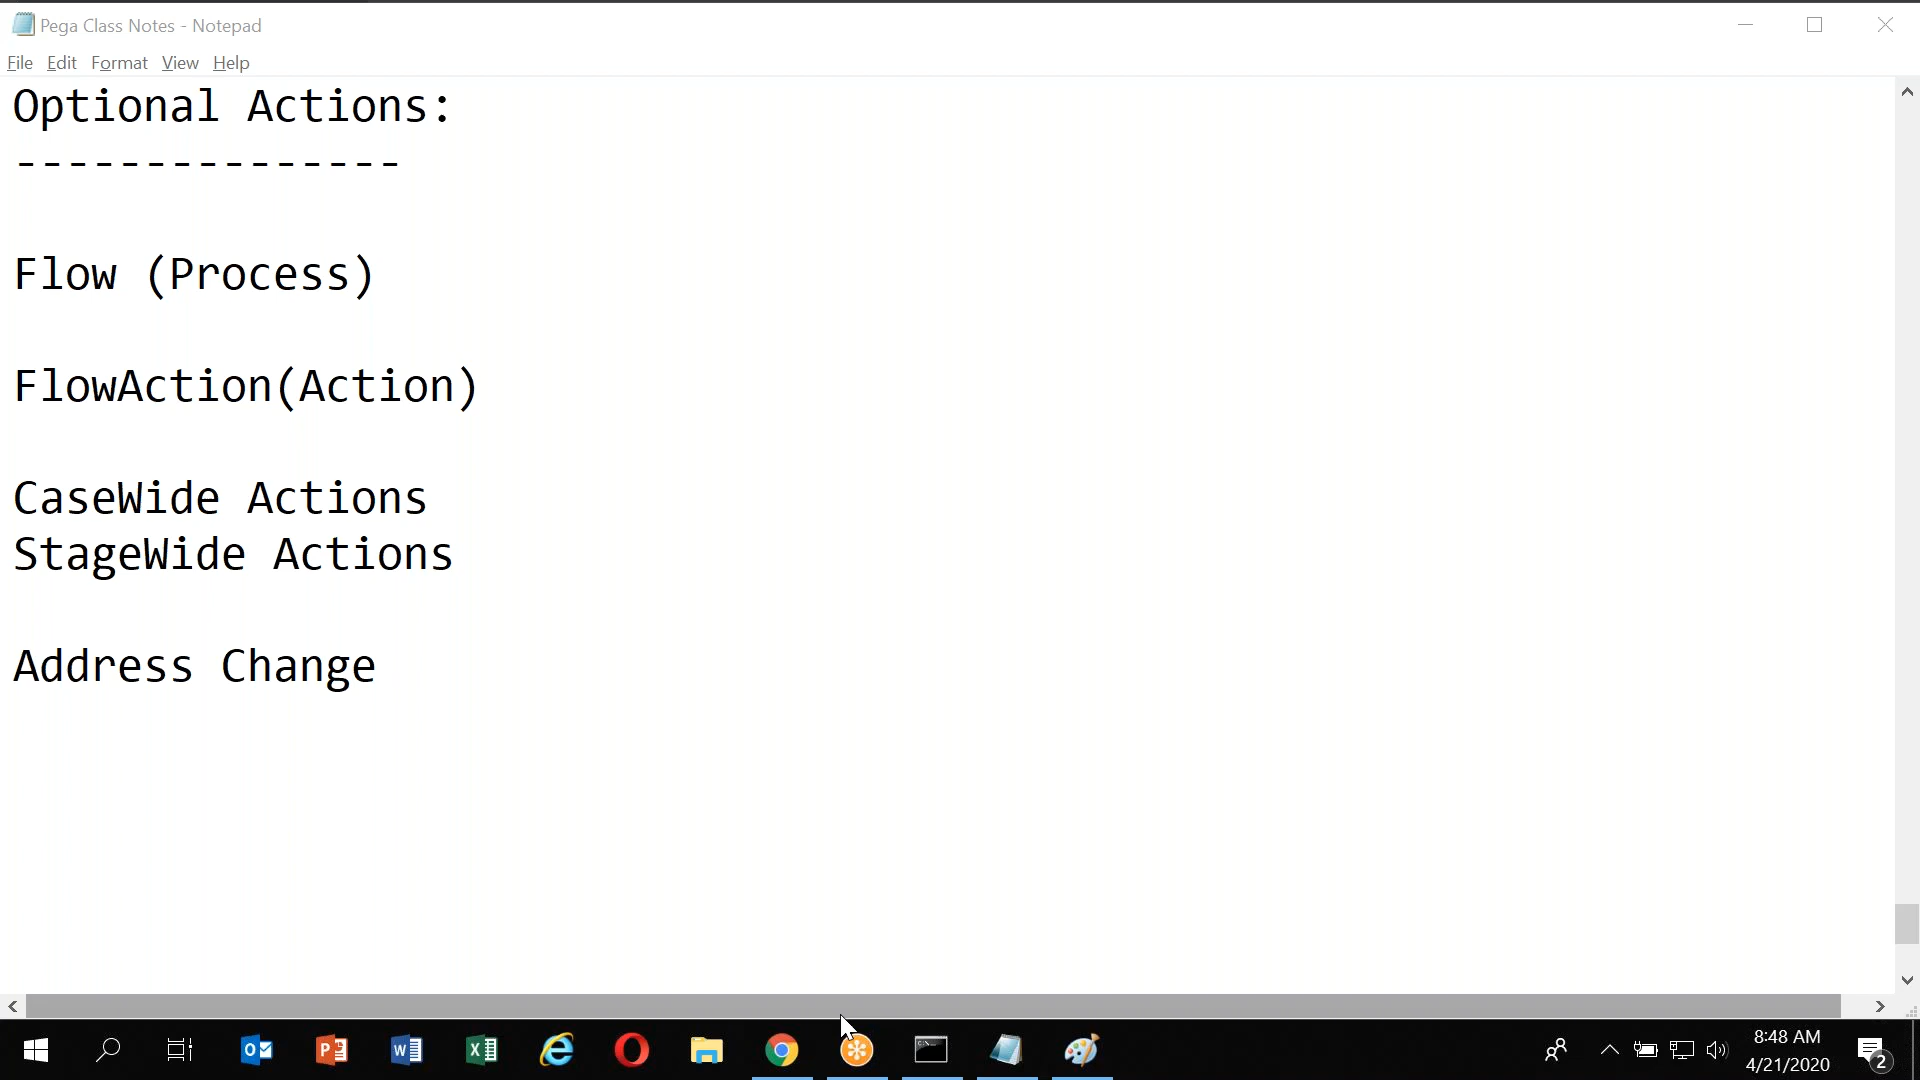 Pega Class Notes - Notepad
File Edit Format View Help
Optional Actions:
---------------
Flow (Process)
FlowAction(Action)
CaseWide Actions
StageWide Actions
Address Change
8:48 AM
4/21/2020
2